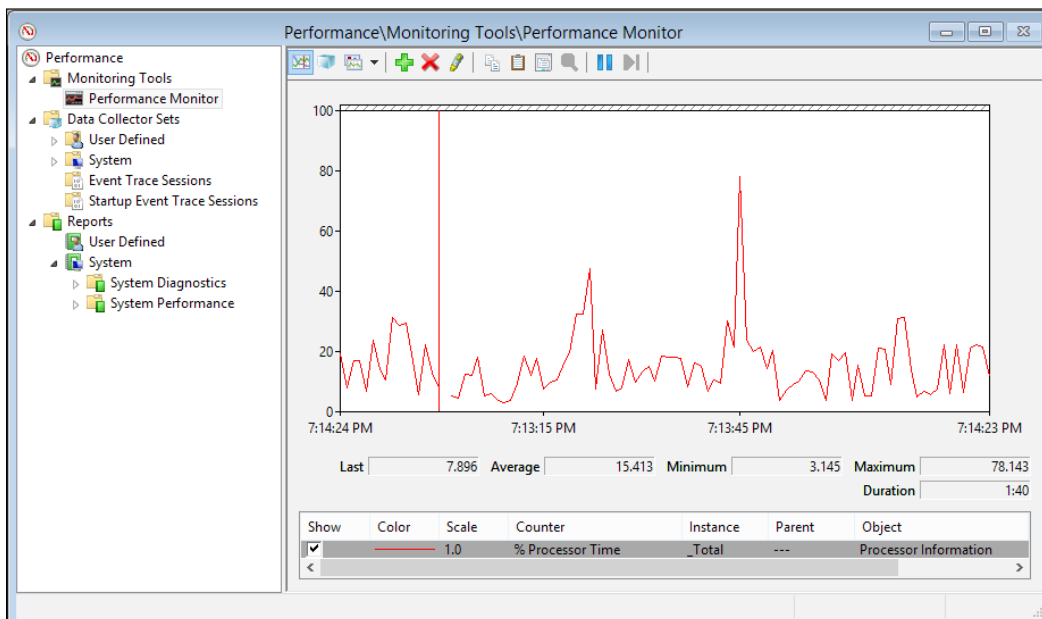 Performance\Monitoring Tools\Performance Monitor
Performance
Monitoring Tools
Performance Monitor
Data Collector Sets
User Defined
System
Event Trace Sessions
Startup Event Trace Sessions
Reports
User Defined
System
System Diagnostics
System Performance
100
80
60
40
20
0
7:14:24 PM 7:13:15 PM 7:13:45 PM 7:14:23 PM
Last 7.896 Average 15.413 Minimum 3.145 Maximum 78.143
Duration 1:40
Show Color Scale Counter Instance Parent Object
1.0 % Processor Time _Total --- Processor Information